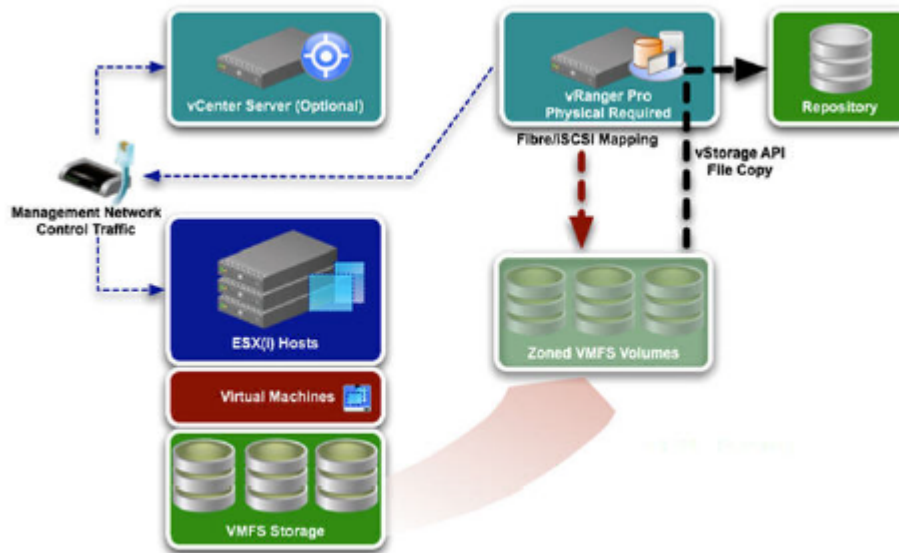 vCenter Server (Optional)
vRanger Pro
Physical Required
Repository
Fibre/iSCSI Mapping
vStorage API
File Copy
Management Network
Control Traffic
ESX(i) Hosts
Zoned VMFS Volumes
Virtual Machines
VMFS Storage